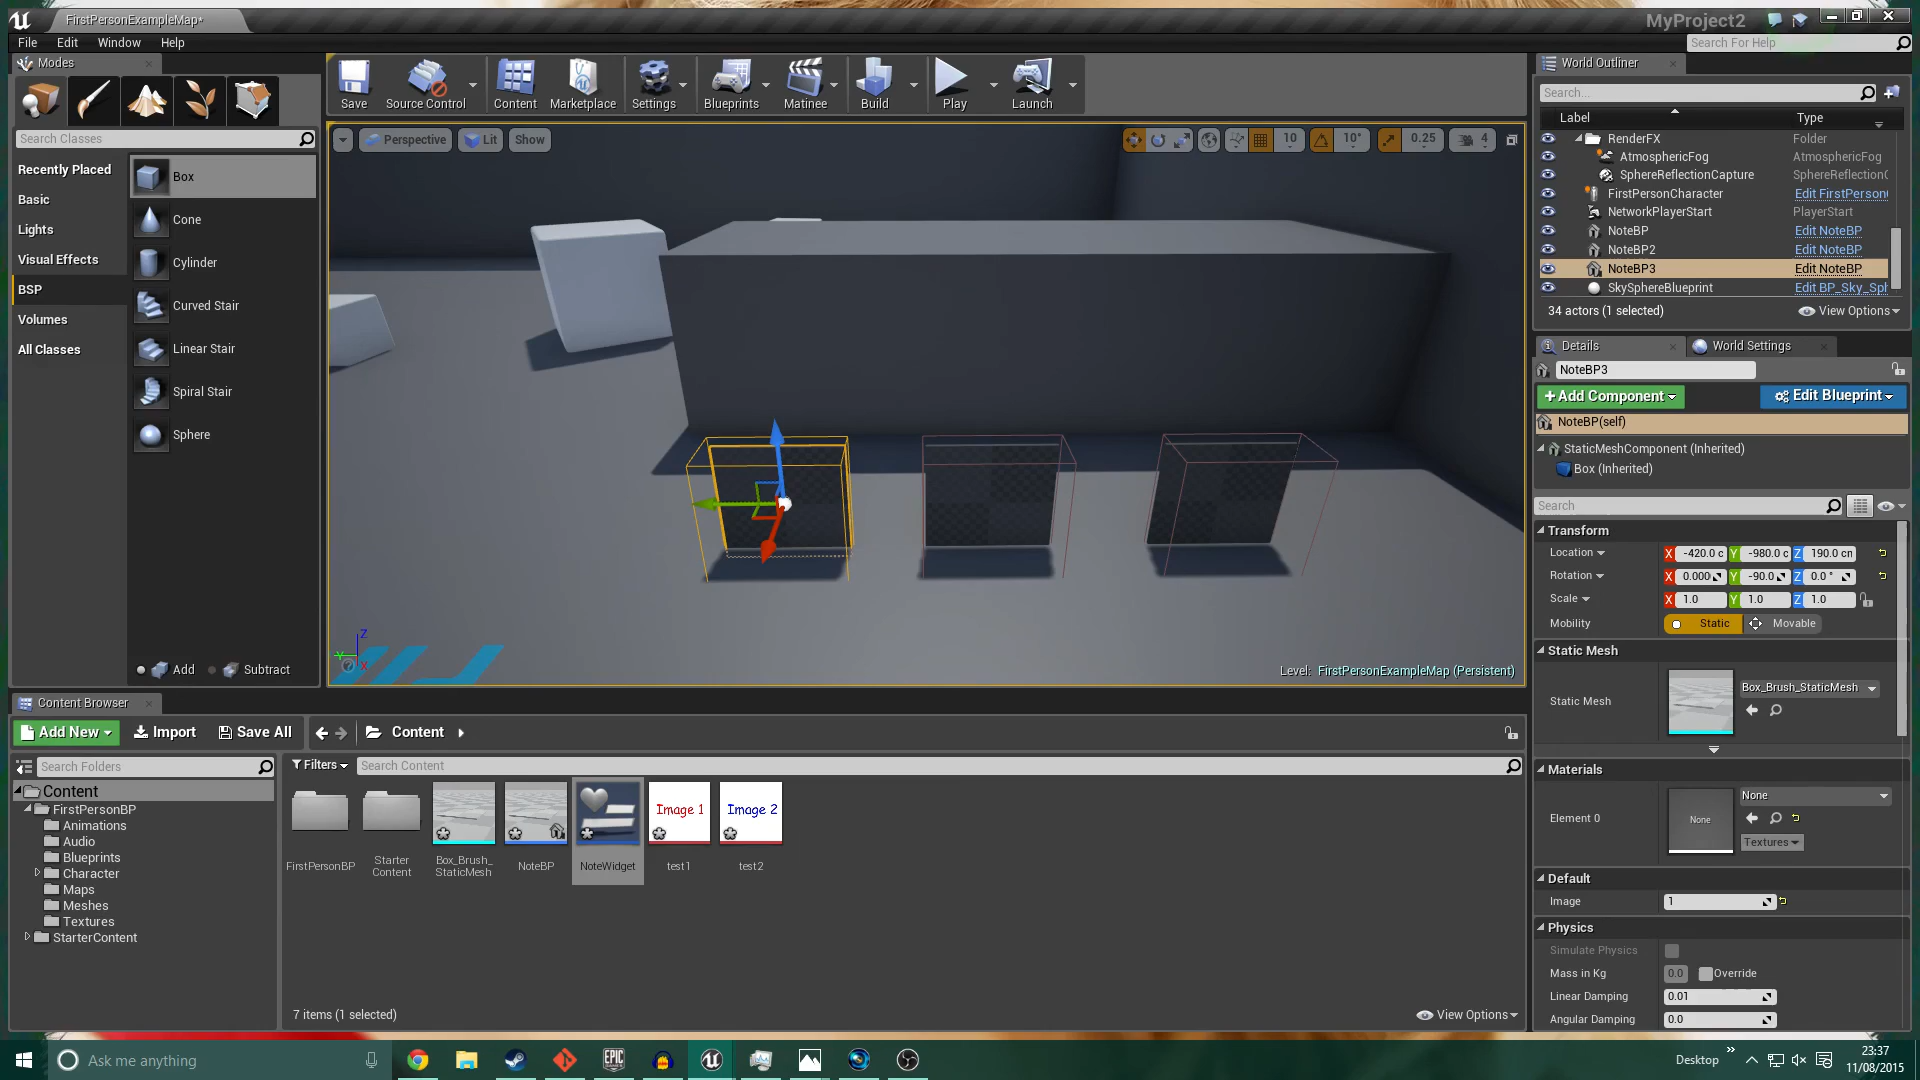 FirstPersonExampleMap*
MyProject2
File Edit Window Help
Search For Help
Modes
Search Classes
Recently Placed
Basic
Lights
Visual Effects
BSP
Volumes
All Classes
Box
Cone
Cylinder
Curved Stair
Linear Stair
Spiral Stair
Sphere
Add
Subtract
Save
Source Control
Content
Marketplace
Settings
Blueprints
Matinee
Build
Play
Launch
Perspective
Lit
Show
10
10°
0.25
4
Z
Y
X
Level: FirstPersonExampleMap (Persistent)
World Outliner
Search...
Label Type
RenderFX Folder
AtmosphericFog AtmosphericFog
SphereReflectionCapture SphereReflectionC
FirstPersonCharacter Edit FirstPerson
NetworkPlayerStart PlayerStart
NoteBP Edit NoteBP
NoteBP2 Edit NoteBP
NoteBP3 Edit NoteBP
SkySphereBlueprint Edit BP_Sky_Sph
34 actors (1 selected) View Options
Details
World Settings
NoteBP3
+Add Component
Edit Blueprint
NoteBP(self)
StaticMeshComponent (Inherited)
Box (Inherited)
Search
Transform
Location X -420.0 c Y -980.0 c Z 190.0 cm
Rotation X 0.000 Y -90.0 Z 0.0 °
Scale X 1.0 Y 1.0 Z 1.0
Mobility Static Movable
Static Mesh
Static Mesh Box_Brush_StaticMesh
Materials
Element 0 None None
Textures
Default
Image 1
Physics
Simulate Physics
Mass in Kg 0.0 Override
Linear Damping 0.01
Angular Damping 0.0
Content Browser
Add New Import Save All Content
Search Folders
Filters Search Content
Content
FirstPersonBP
Animations
Audio
Blueprints
Character
Maps
Meshes
Textures
StarterContent
Image 1
Image 2
FirstPersonBP
Starter
Content
Box_Brush_
StaticMesh
NoteBP
NoteWidget
test1
test2
7 items (1 selected)
View Options
Ask me anything
EPIC
GAMES
Desktop
23:37
11/08/2015